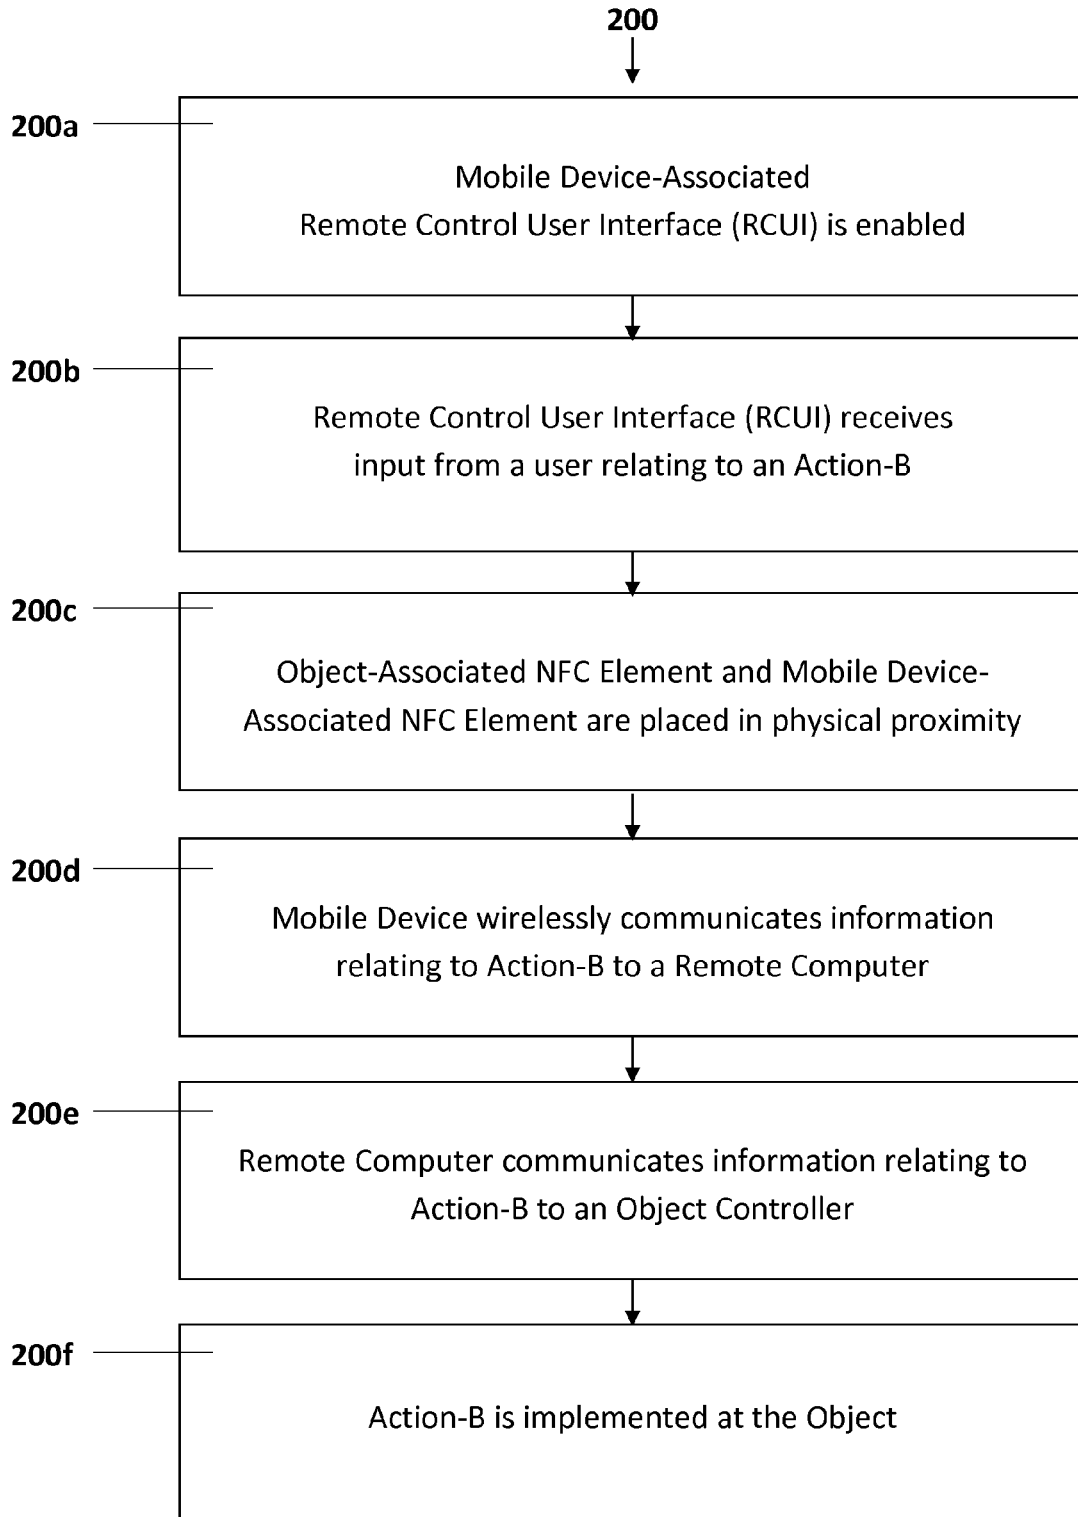 200
200a
Mobile Device-Associated
Remote Control User Interface (RCUI) is enabled
200b
Remote Control User Interface (RCUI) receives
input from a user relating to an Action-B
200c
Object-Associated NFC Element and Mobile Device-
Associated NFC Element are placed in physical proximity
200d
Mobile Device wirelessly communicates information
relating to Action-B to a Remote Computer
200e
Remote Computer communicates information relating to
Action-B to an Object Controller
200f
Action-B is implemented at the Object